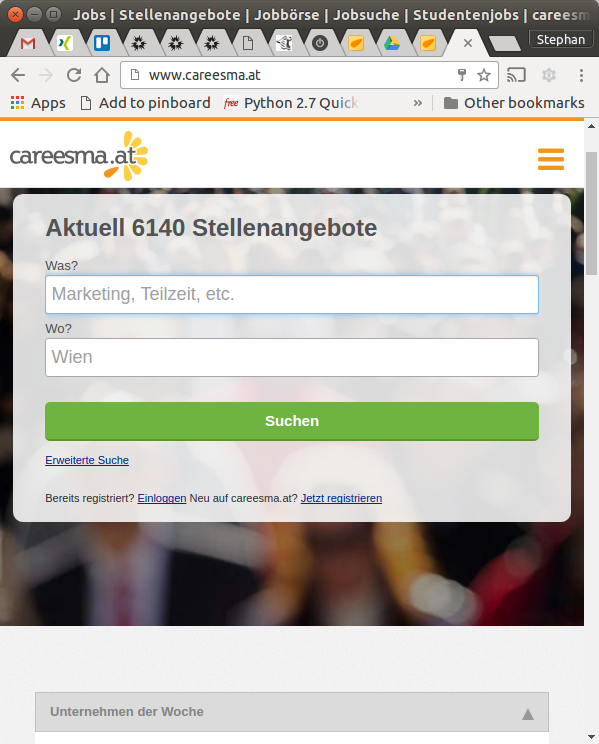 Jobs | Stellenangebote | Jobbörse | Jobsuche | Studentenjobs | careesm
Stephan
www.careesma.at
Apps
Add to pinboard
free Python 2.7 Quick
»
Other bookmarks
careesma.at
Aktuell 6140 Stellenangebote
Was?
Marketing, Teilzeit, etc.
Wo?
Wien
Suchen
Erweiterte Suche
Bereits registriert? Einloggen Neu auf careesma.at? Jetzt registrieren
Unternehmen der Woche